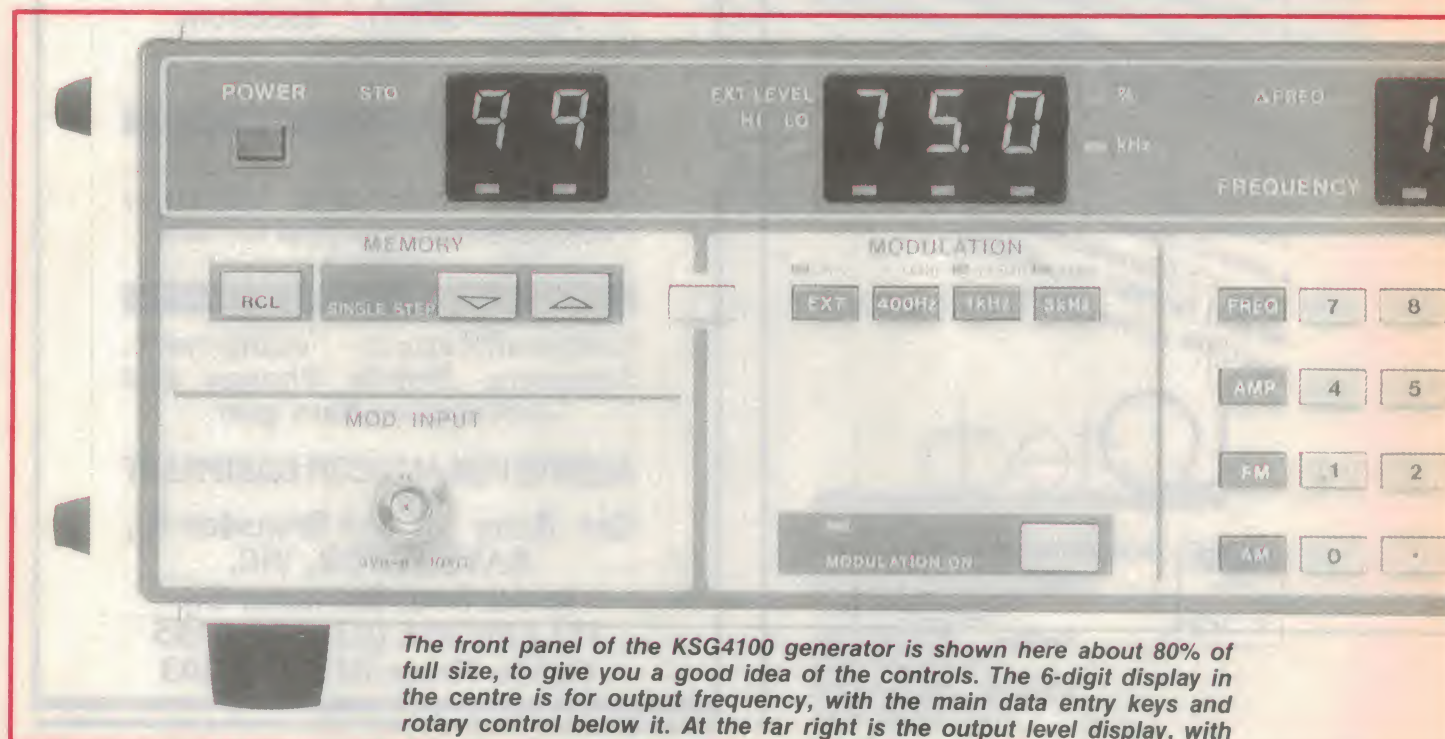 POWER STO 99 EXT LEVEL 75.0 % ΔFREQ 1
HI LO kHz
FREQUENCY
MEMORY MODULATION
RCL SINGLE STEP EXT 400Hz 1kHz 3kHz FREQ 7 8
AMP 4 5
MOD. INPUT
FM 1 2
MODULATION ON AM 0 .
The front panel of the KSG4100 generator is shown here about 80% of
full size, to give you a good idea of the controls. The 6-digit display in
the centre is for output frequency, with the main data entry keys and
rotary control below it. At the far right is the output level display, with